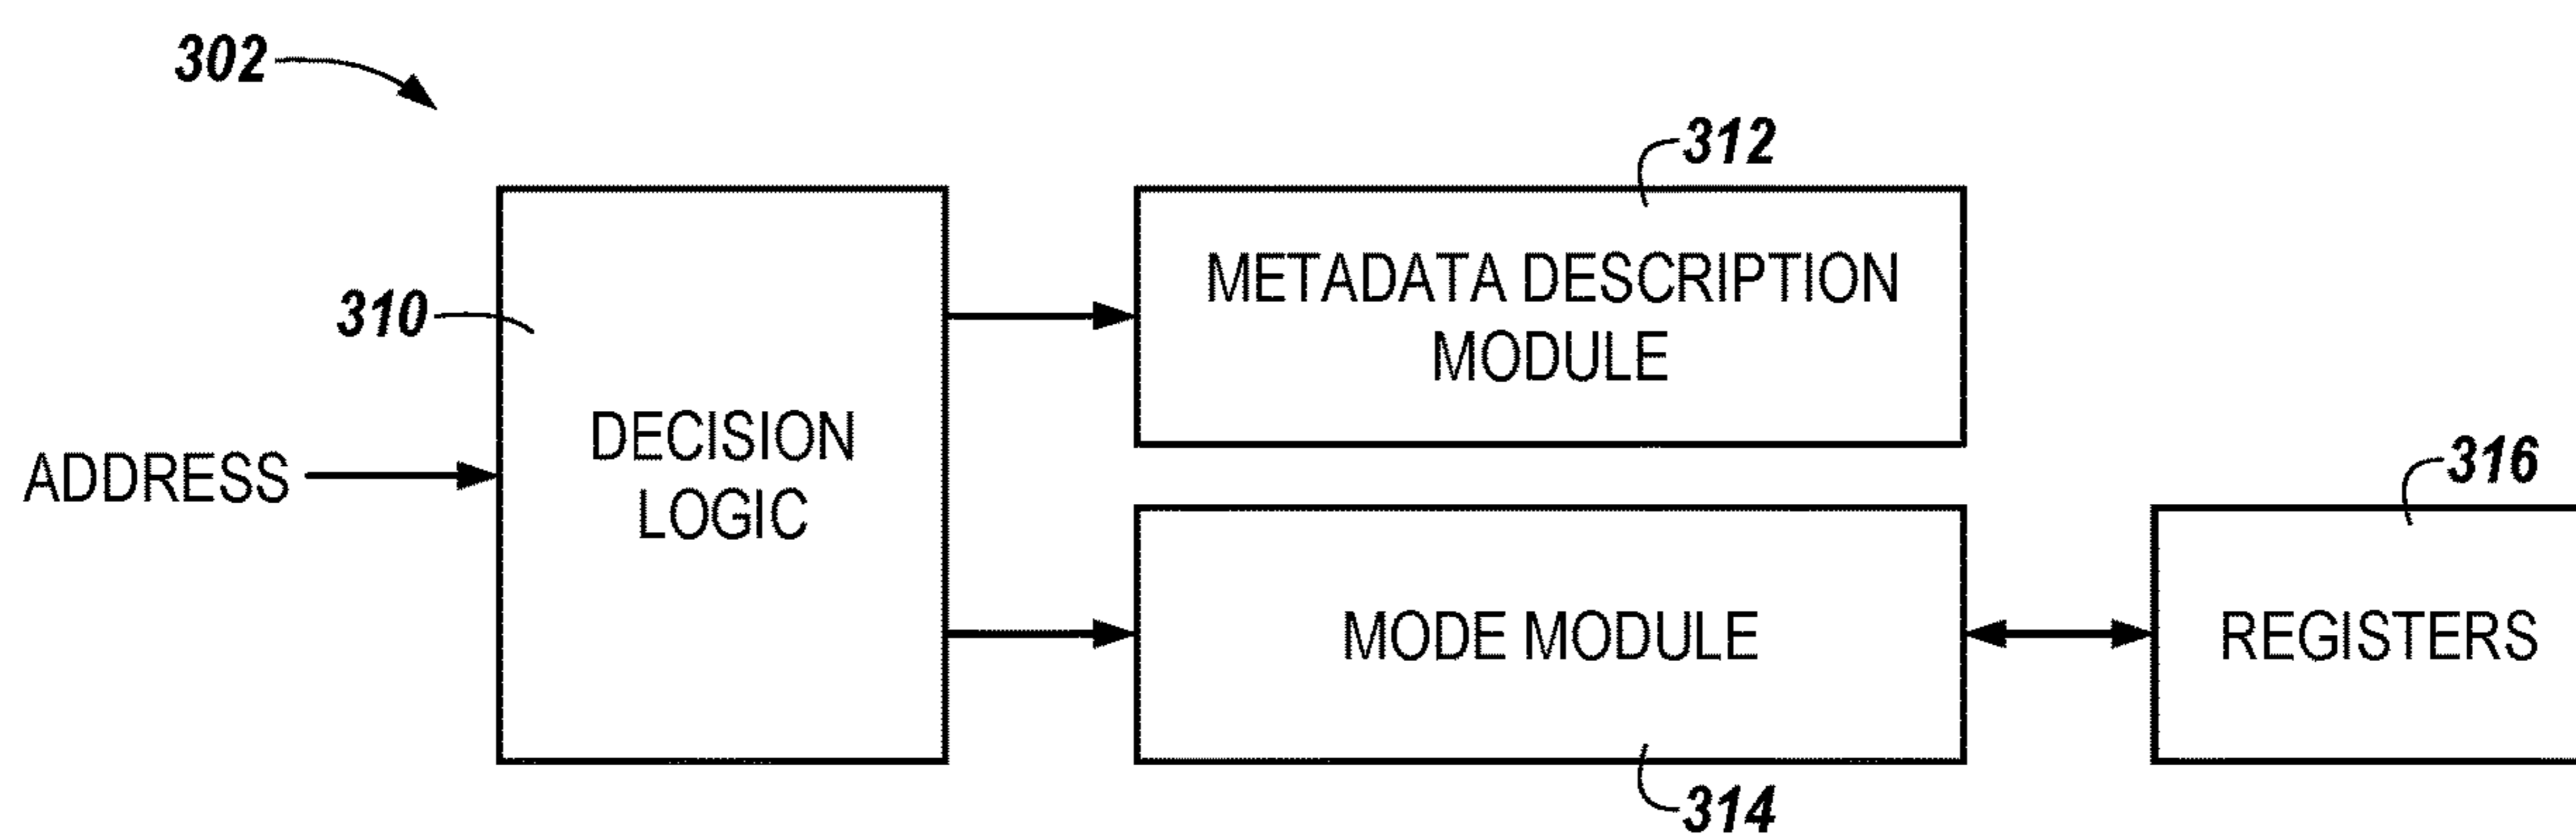 302
312
METADATA DESCRIPTION
MODULE
310
DECISION
LOGIC
ADDRESS
316
MODE MODULE
REGISTERS
314